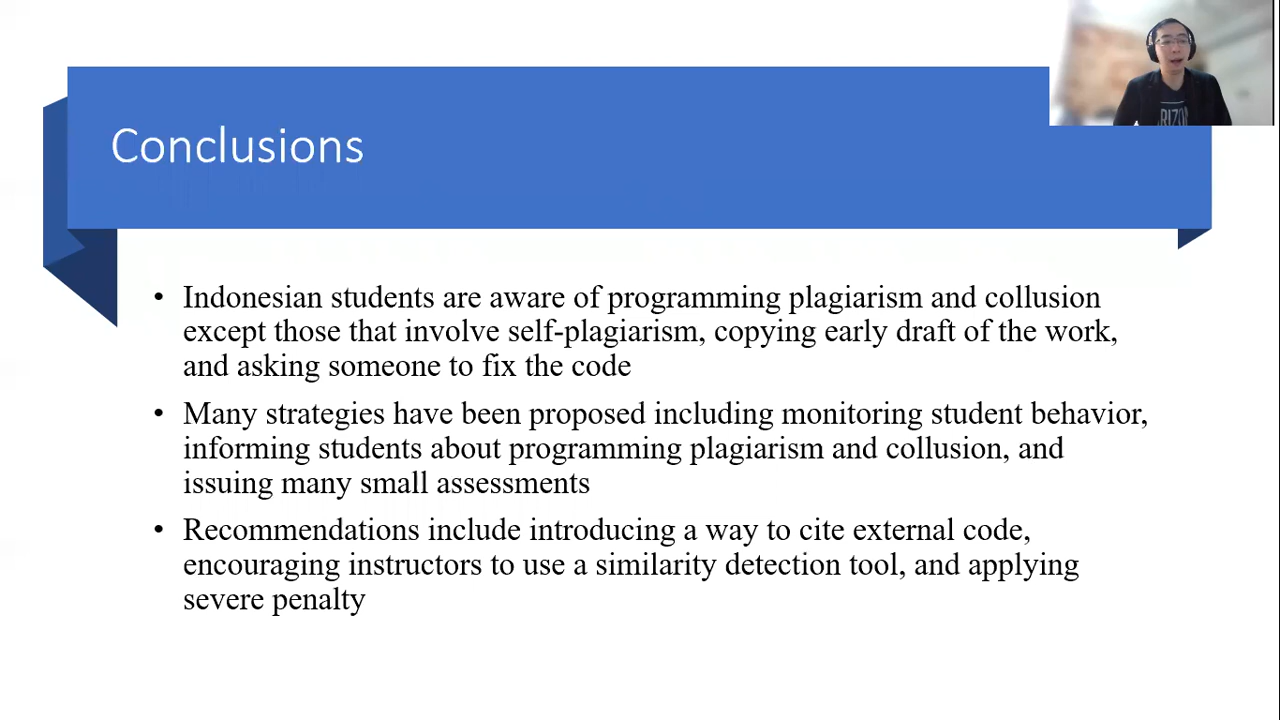 Conclusions
• Indonesian students are aware of programming plagiarism and collusion
except those that involve self-plagiarism, copying early draft of the work,
and asking someone to fix the code
• Many strategies have been proposed including monitoring student behavior,
informing students about programming plagiarism and collusion, and
issuing many small assessments
• Recommendations include introducing a way to cite external code,
encouraging instructors to use a similarity detection tool, and applying
severe penalty